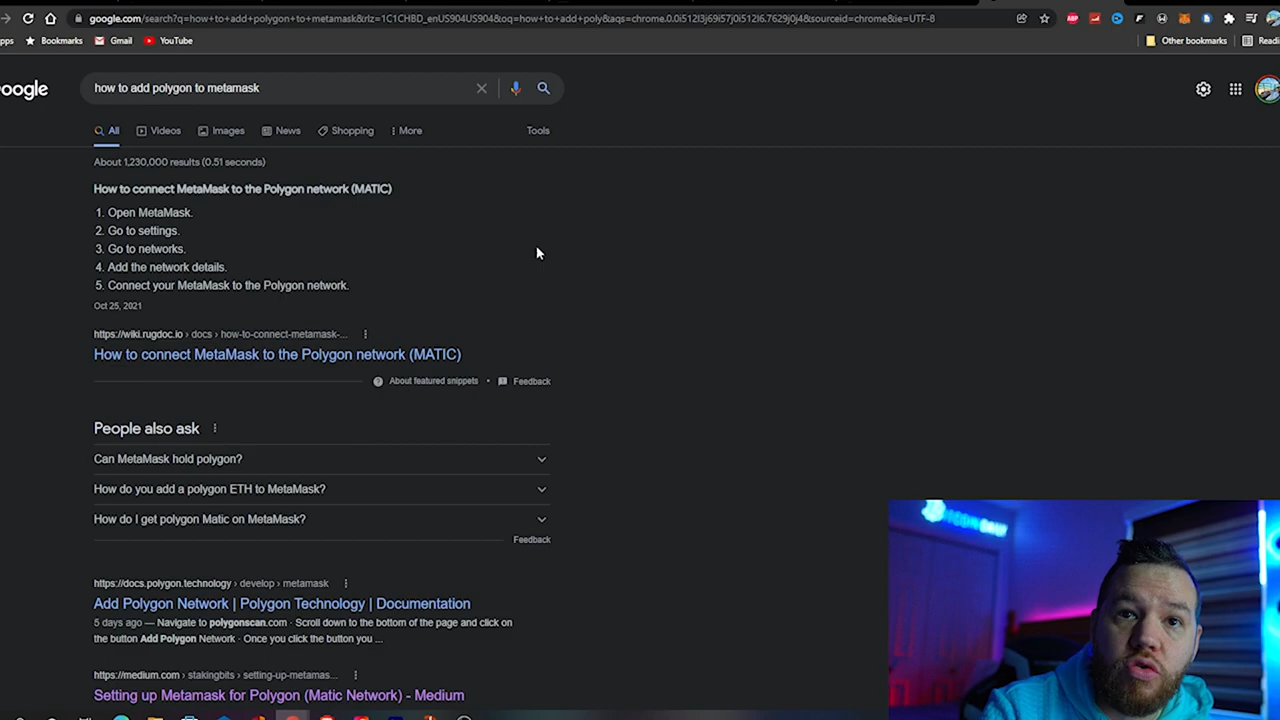 google.com/search?q=how+to+add+polygon+to+metamask&rlz=1C1CHBD_enUS904US904&oq=how+to+add+poly&aqs=chrome.0.0i512l3j69i57j0i512l6.7629j0j4&sourceid=chrome&ie=UTF-8
Bookmarks Gmail YouTube Other bookmarks
how to add polygon to metamask
All Videos Images News Shopping More Tools
About 1,230,000 results (0.51 seconds)
How to connect MetaMask to the Polygon network (MATIC)
1. Open MetaMask.
2. Go to settings.
3. Go to networks.
4. Add the network details.
5. Connect your MetaMask to the Polygon network.
Oct 25, 2021
https://wiki.rugdoc.io › docs › how-to-connect-metamask-...
How to connect MetaMask to the Polygon network (MATIC)
About featured snippets • Feedback
People also ask
Can MetaMask hold polygon?
How do you add a polygon ETH to MetaMask?
How do I get polygon Matic on MetaMask?
Feedback
https://docs.polygon.technology › develop › metamask
Add Polygon Network | Polygon Technology | Documentation
5 days ago — Navigate to polygonscan.com · Scroll down to the bottom of the page and click on
the button Add Polygon Network · Once you click the button you ...
https://medium.com › stakingbits › setting-up-metamas...
Setting up Metamask for Polygon (Matic Network) - Medium